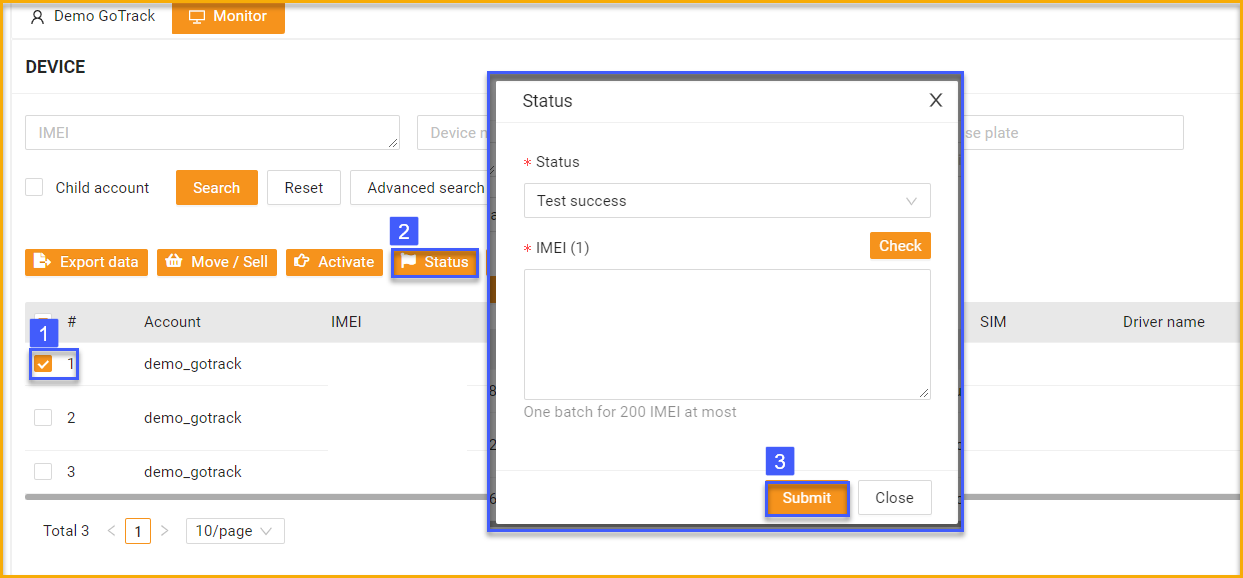 Demo GoTrack Monitor
DEVICE
Status
IMEI
Device n
se plate
* Status
Child account Search Reset Advanced search
Test success
2
* IMEI (1) Check
Export data Move / Sell Activate Status
# Account IMEI SIM Driver name
1
1 demo_gotrack
One batch for 200 IMEI at most
2 demo_gotrack
3
3 demo_gotrack
Submit Close
Total 3 < 1 > 10/page